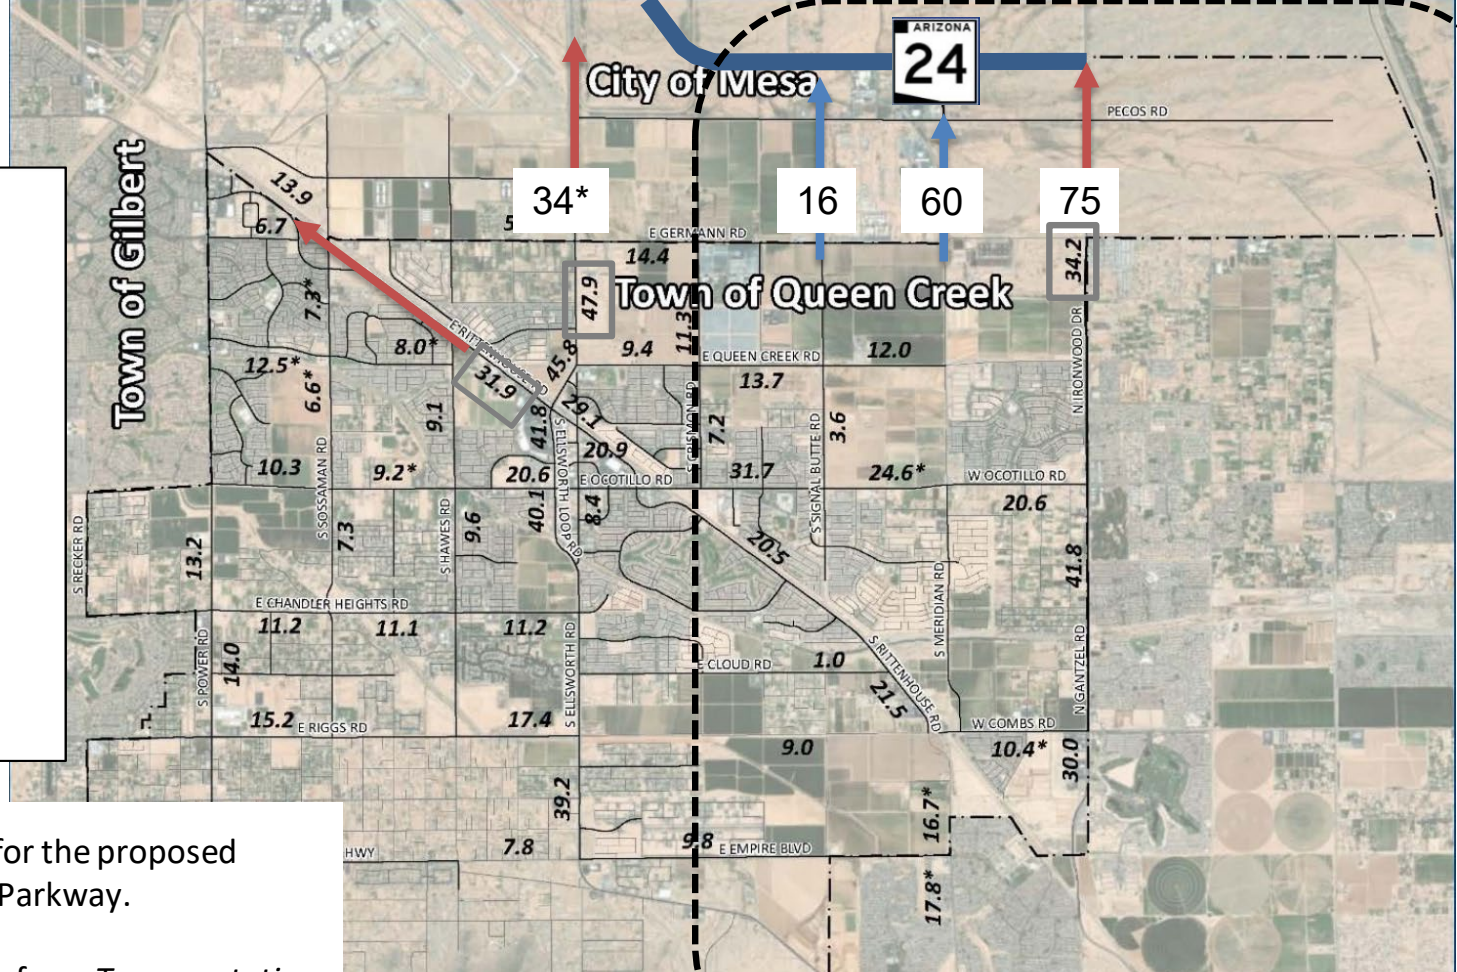 ARIZONA
24
City of Mesa
PECOS RD
Town of Gilbert
13.9
34*
16
60
75
6.7
5
E GERMANN RD
14.4
34.2
47.9
Town of Queen Creek
7.3*
11.3
E RITTENHOUSE RD
8.0*
45.8
9.4
E QUEEN CREEK RD
12.0
N IRONWOOD DR
12.5*
6.6*
31.9
13.7
9.1
29.1
41.8
7.2
3.6
S SOSSAMAN RD
S ELLSWORTH LOOP RD
S CRISMON RD
S SIGNAL BUTTE RD
20.9
10.3
9.2*
20.6
E OCOTILLO RD
31.7
24.6*
W OCOTILLO RD
20.6
S RECKER RD
13.2
7.3
S HAWES RD
9.6
40.1
8.4
20.5
41.8
E CHANDLER HEIGHTS RD
11.2
11.1
11.2
S POWER RD
14.0
S ELLSWORTH RD
E CLOUD RD
1.0
S RITTENHOUSE RD
S MERIDIAN RD
N GANTZEL RD
21.5
15.2
E RIGGS RD
17.4
W COMBS RD
9.0
10.4*
30.0
39.2
16.7*
for the proposed
HWY
7.8
9.8
E EMPIRE BLVD
Parkway.
17.8*